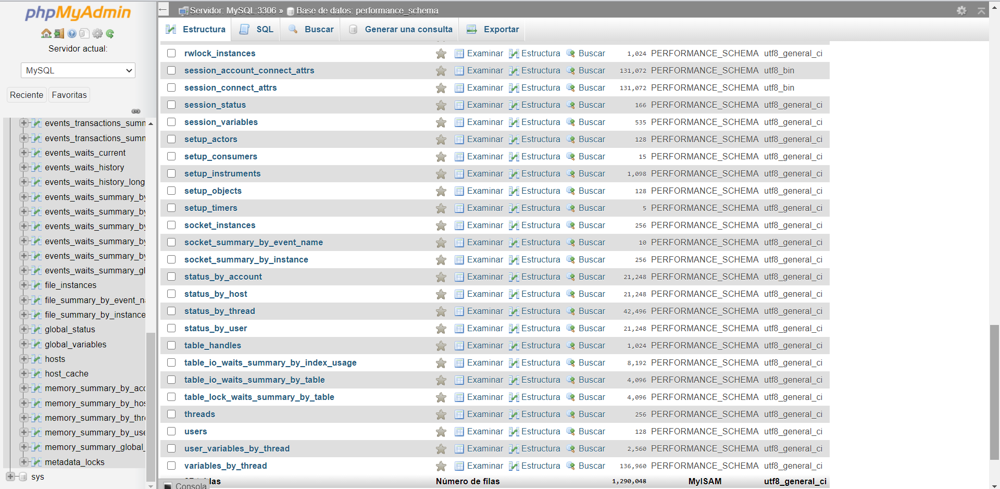 phpMyAdmin
Servidor actual:
MySQL
Reciente Favoritas
events_transactions_summ
events_transactions_summ
events_waits_current
events_waits_history
events_waits_history_long
events_waits_summary_by
events_waits_summary_by
events_waits_summary_by
events_waits_summary_by
events_waits_summary_by
events_waits_summary_gl
file_instances
file_summary_by_event_na
file_summary_by_instance
global_status
global_variables
hosts
host_cache
memory_summary_by_acc
memory_summary_by_hos
memory_summary_by_thre
memory_summary_by_use
memory_summary_global_
metadata_locks
sys
Servidor: MySQL:3306 » Base de datos: performance_schema
Estructura SQL Buscar Generar una consulta Exportar
rwlock_instances Examinar Estructura Buscar 1,024 PERFORMANCE_SCHEMA utf8_general_ci
session_account_connect_attrs Examinar Estructura Buscar 131,072 PERFORMANCE_SCHEMA utf8_bin
session_connect_attrs Examinar Estructura Buscar 131,072 PERFORMANCE_SCHEMA utf8_bin
session_status Examinar Estructura Buscar 166 PERFORMANCE_SCHEMA utf8_general_ci
session_variables Examinar Estructura Buscar 535 PERFORMANCE_SCHEMA utf8_general_ci
setup_actors Examinar Estructura Buscar 128 PERFORMANCE_SCHEMA utf8_general_ci
setup_consumers Examinar Estructura Buscar 15 PERFORMANCE_SCHEMA utf8_general_ci
setup_instruments Examinar Estructura Buscar 1,098 PERFORMANCE_SCHEMA utf8_general_ci
setup_objects Examinar Estructura Buscar 128 PERFORMANCE_SCHEMA utf8_general_ci
setup_timers Examinar Estructura Buscar 5 PERFORMANCE_SCHEMA utf8_general_ci
socket_instances Examinar Estructura Buscar 256 PERFORMANCE_SCHEMA utf8_general_ci
socket_summary_by_event_name Examinar Estructura Buscar 10 PERFORMANCE_SCHEMA utf8_general_ci
socket_summary_by_instance Examinar Estructura Buscar 256 PERFORMANCE_SCHEMA utf8_general_ci
status_by_account Examinar Estructura Buscar 21,248 PERFORMANCE_SCHEMA utf8_general_ci
status_by_host Examinar Estructura Buscar 21,248 PERFORMANCE_SCHEMA utf8_general_ci
status_by_thread Examinar Estructura Buscar 42,496 PERFORMANCE_SCHEMA utf8_general_ci
status_by_user Examinar Estructura Buscar 21,248 PERFORMANCE_SCHEMA utf8_general_ci
table_handles Examinar Estructura Buscar 1,024 PERFORMANCE_SCHEMA utf8_general_ci
table_io_waits_summary_by_index_usage Examinar Estructura Buscar 8,192 PERFORMANCE_SCHEMA utf8_general_ci
table_io_waits_summary_by_table Examinar Estructura Buscar 4,096 PERFORMANCE_SCHEMA utf8_general_ci
table_lock_waits_summary_by_table Examinar Estructura Buscar 4,096 PERFORMANCE_SCHEMA utf8_general_ci
threads Examinar Estructura Buscar 256 PERFORMANCE_SCHEMA utf8_general_ci
users Examinar Estructura Buscar 128 PERFORMANCE_SCHEMA utf8_general_ci
user_variables_by_thread Examinar Estructura Buscar 2,560 PERFORMANCE_SCHEMA utf8_general_ci
variables_by_thread Examinar Estructura Buscar 136,960 PERFORMANCE_SCHEMA utf8_general_ci
Número de filas 1,290,048 MyISAM utf8_general_ci
Consola